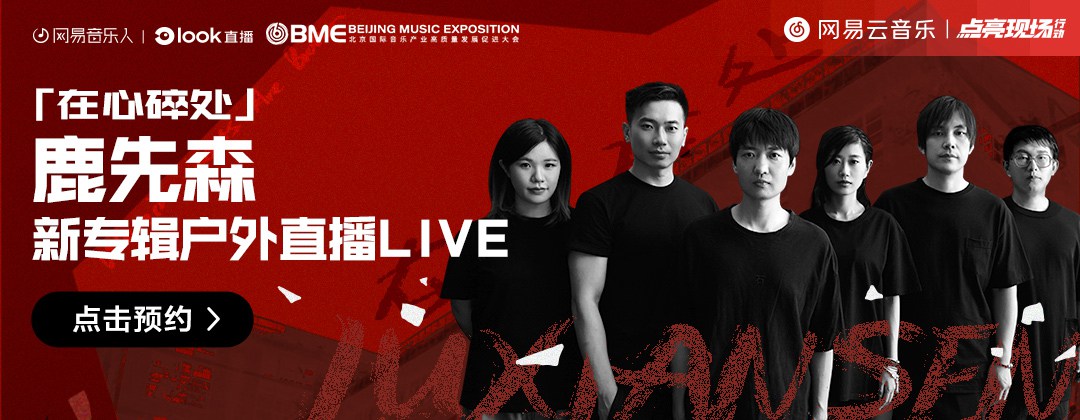 网易音乐人 | look直播 BME BEIJING MUSIC EXPOSITION
北京国际音乐产业高质量发展促进大会
网易云音乐 | 点亮现场行动
「在心碎处」
鹿先森
新专辑户外直播LIVE
点击预约 >
LUXIANSEN